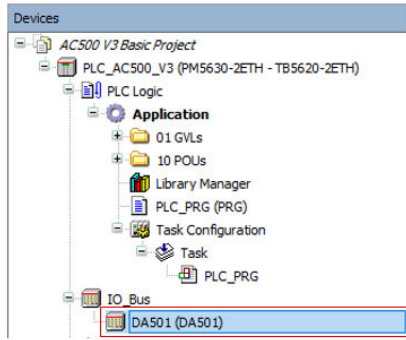 Devices
AC500 V3 Basic Project
PLC_AC500_V3 (PM5630-2ETH - TB5620-2ETH)
PLC Logic
Application
01 GVLs
10 POUs
Library Manager
PLC_PRG (PRG)
Task Configuration
Task
PLC_PRG
IO_Bus
DA501 (DA501)